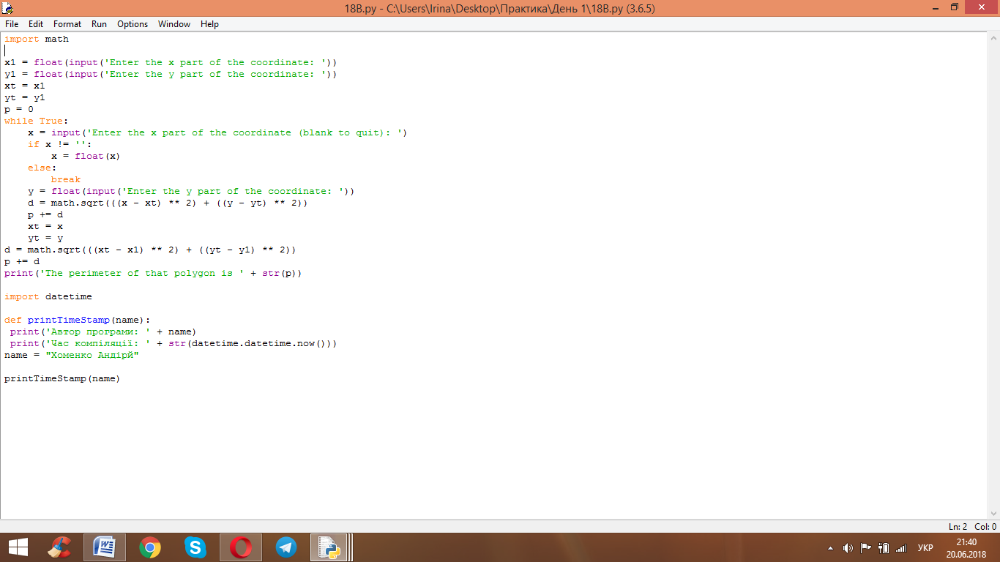 18B.py - C:\Users\Irina\Desktop\Практика\День 1\18B.py (3.6.5)
File Edit Format Run Options Window Help
import math
x1 = float(input('Enter the x part of the coordinate: '))
y1 = float(input('Enter the y part of the coordinate: '))
xt = x1
yt = y1
p = 0
while True:
    x = input('Enter the x part of the coordinate (blank to quit): ')
    if x != '':
        x = float(x)
    else:
        break
    y = float(input('Enter the y part of the coordinate: '))
    d = math.sqrt(((x - xt) ** 2) + ((y - yt) ** 2))
    p += d
    xt = x
    yt = y
d = math.sqrt(((xt - x1) ** 2) + ((yt - y1) ** 2))
p += d
print('The perimeter of that polygon is ' + str(p))
import datetime
def printTimeStamp(name):
 print('Автор програми: ' + name)
 print('Час компіляції: ' + str(datetime.datetime.now()))
name = "Хоменко Андірй"
printTimeStamp(name)
Ln: 2 Col: 0
УКР
21:40
20.06.2018